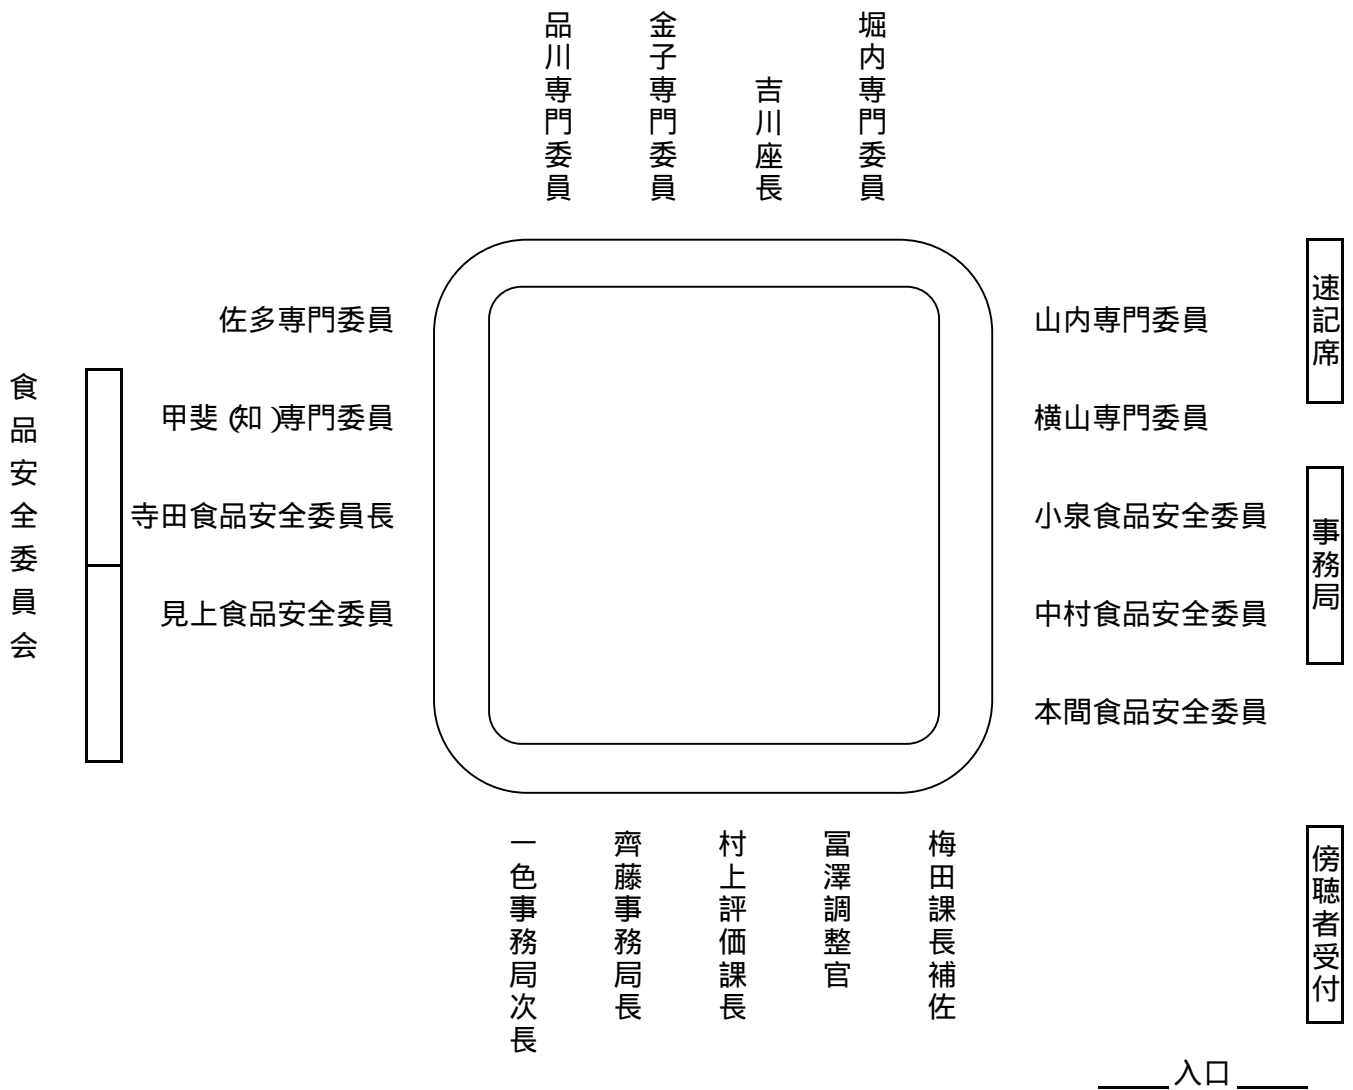 品川専門委員
金子専門委員
吉川座長
堀内専門委員
佐多専門委員
甲斐(知)専門委員
寺田食品安全委員長
見上食品安全委員
食品安全委員会
山内専門委員
横山専門委員
小泉食品安全委員
中村食品安全委員
本間食品安全委員
速記席
事務局
傍聴者受付
一色事務局次長
齊藤事務局長
村上評価課長
冨澤調整官
梅田課長補佐
入口